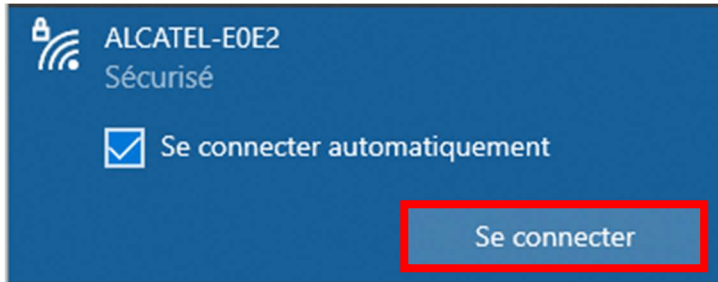 ALCATEL-E0E2
Sécurisé
Se connecter automatiquement
Se connecter